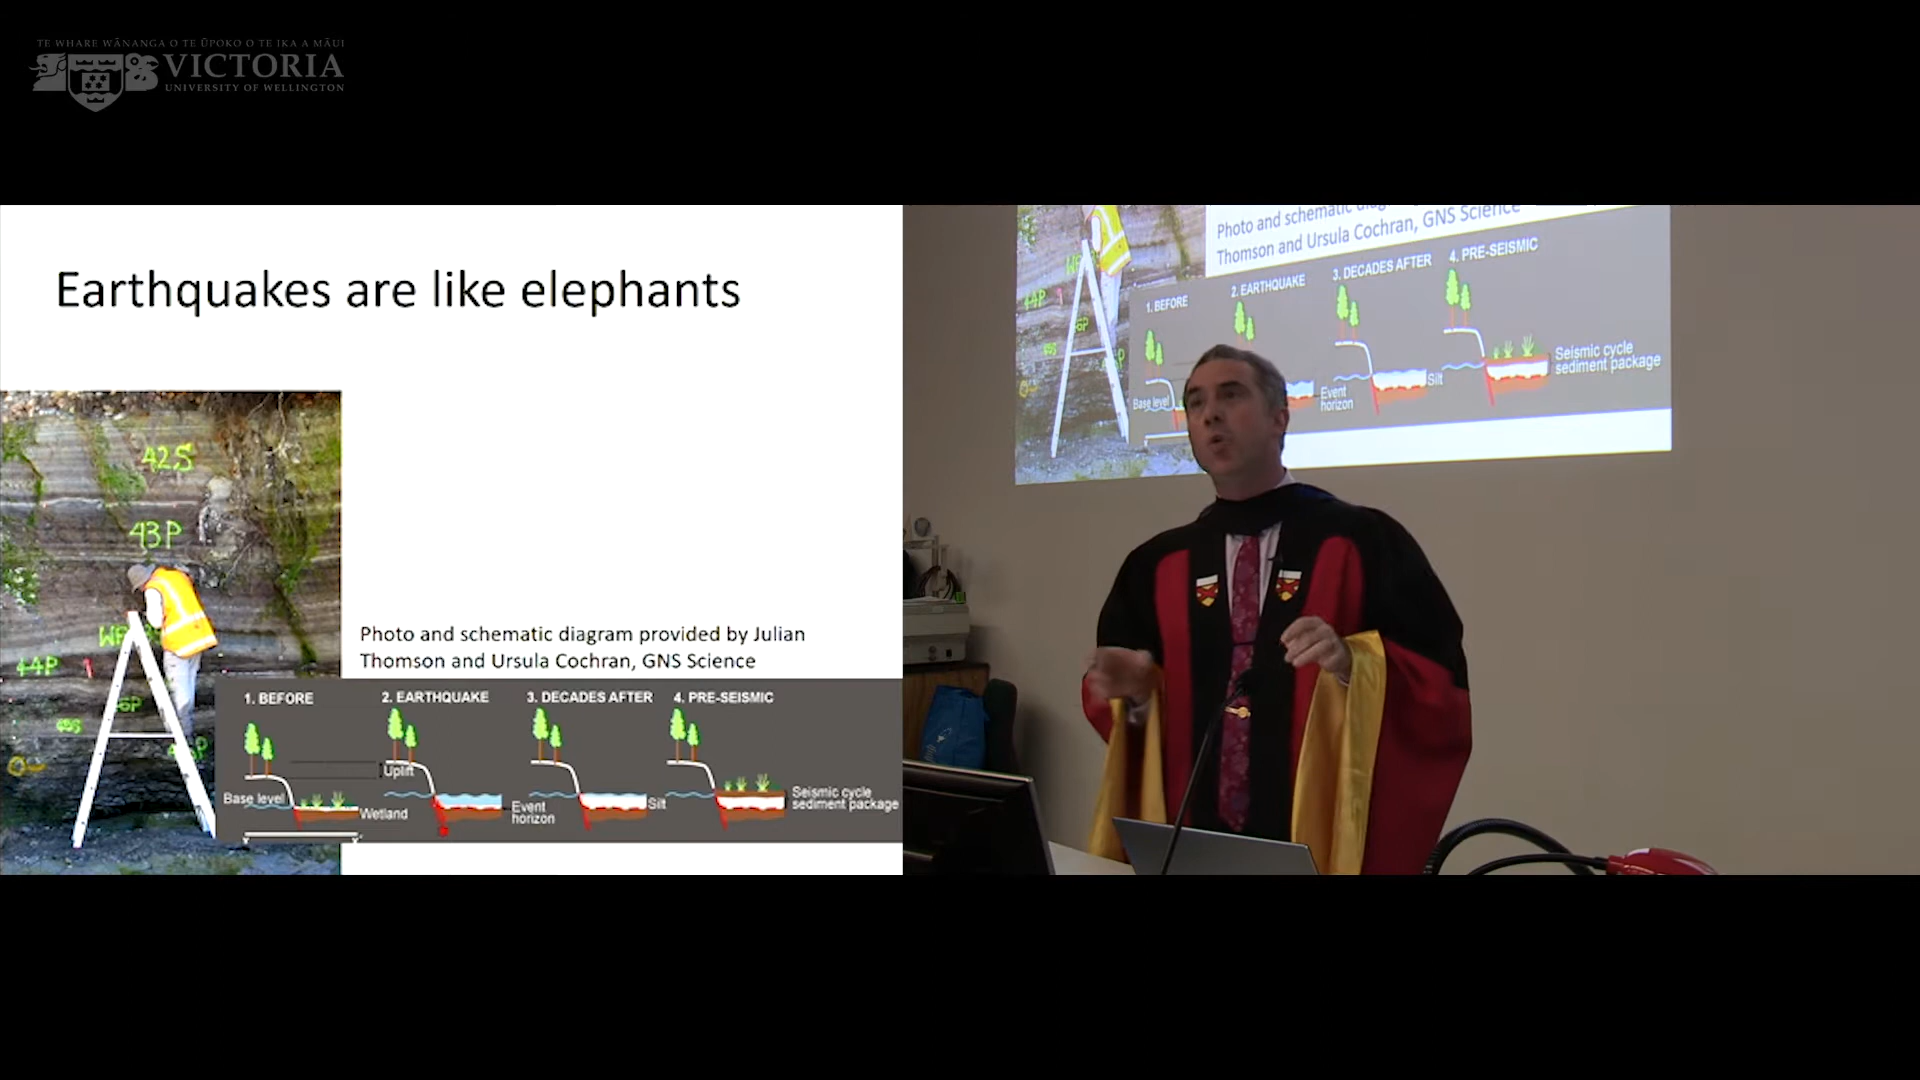 TE WHARE WĀNANGA O TE ŪPOKO O TE IKA A MĀUI
VICTORIA
UNIVERSITY OF WELLINGTON
Earthquakes are like elephants
42S
43P
44P
Photo and schematic diagram provided by Julian
Thomson and Ursula Cochran, GNS Science
1. BEFORE
2. EARTHQUAKE
3. DECADES AFTER
4. PRE-SEISMIC
Uplift
Base level
Wetland
Event
horizon
Silt
Seismic cycle
sediment package
Photo and schematic
Thomson and Ursula Cochran, GNS Science
1. BEFORE
2. EARTHQUAKE
3. DECADES AFTER
4. PRE-SEISMIC
Base level
Event
horizon
Silt
Seismic cycle
sediment package
44P